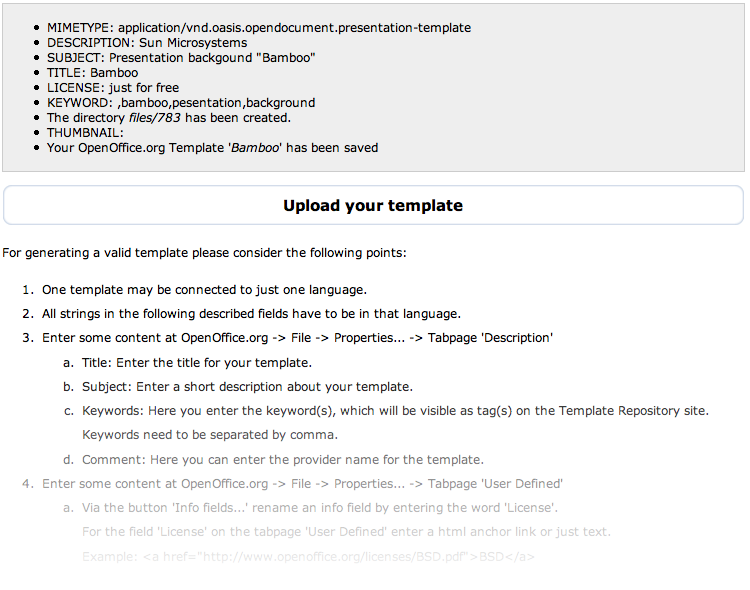 • MIMETYPE: application/vnd.oasis.opendocument.presentation-template
• DESCRIPTION: Sun Microsystems
• SUBJECT: Presentation backgound "Bamboo"
• TITLE: Bamboo
• LICENSE: just for free
• KEYWORD: ,bamboo,pesentation,background
• The directory files/783 has been created.
• THUMBNAIL:
• Your OpenOffice.org Template 'Bamboo' has been saved
Upload your template
For generating a valid template please consider the following points:
1. One template may be connected to just one language.
2. All strings in the following described fields have to be in that language.
3. Enter some content at OpenOffice.org -> File -> Properties... -> Tabpage 'Description'
a. Title: Enter the title for your template.
b. Subject: Enter a short description about your template.
c. Keywords: Here you enter the keyword(s), which will be visible as tag(s) on the Template Repository site.
Keywords need to be separated by comma.
d. Comment: Here you can enter the provider name for the template.
4. Enter some content at OpenOffice.org -> File -> Properties... -> Tabpage 'User Defined'
a. Via the button 'Info fields...' rename an info field by entering the word 'License'.
For the field 'License' on the tabpage 'User Defined' enter a html anchor link or just text.
Example: <a href="http://www.openoffice.org/licenses/BSD.pdf">BSD</a>